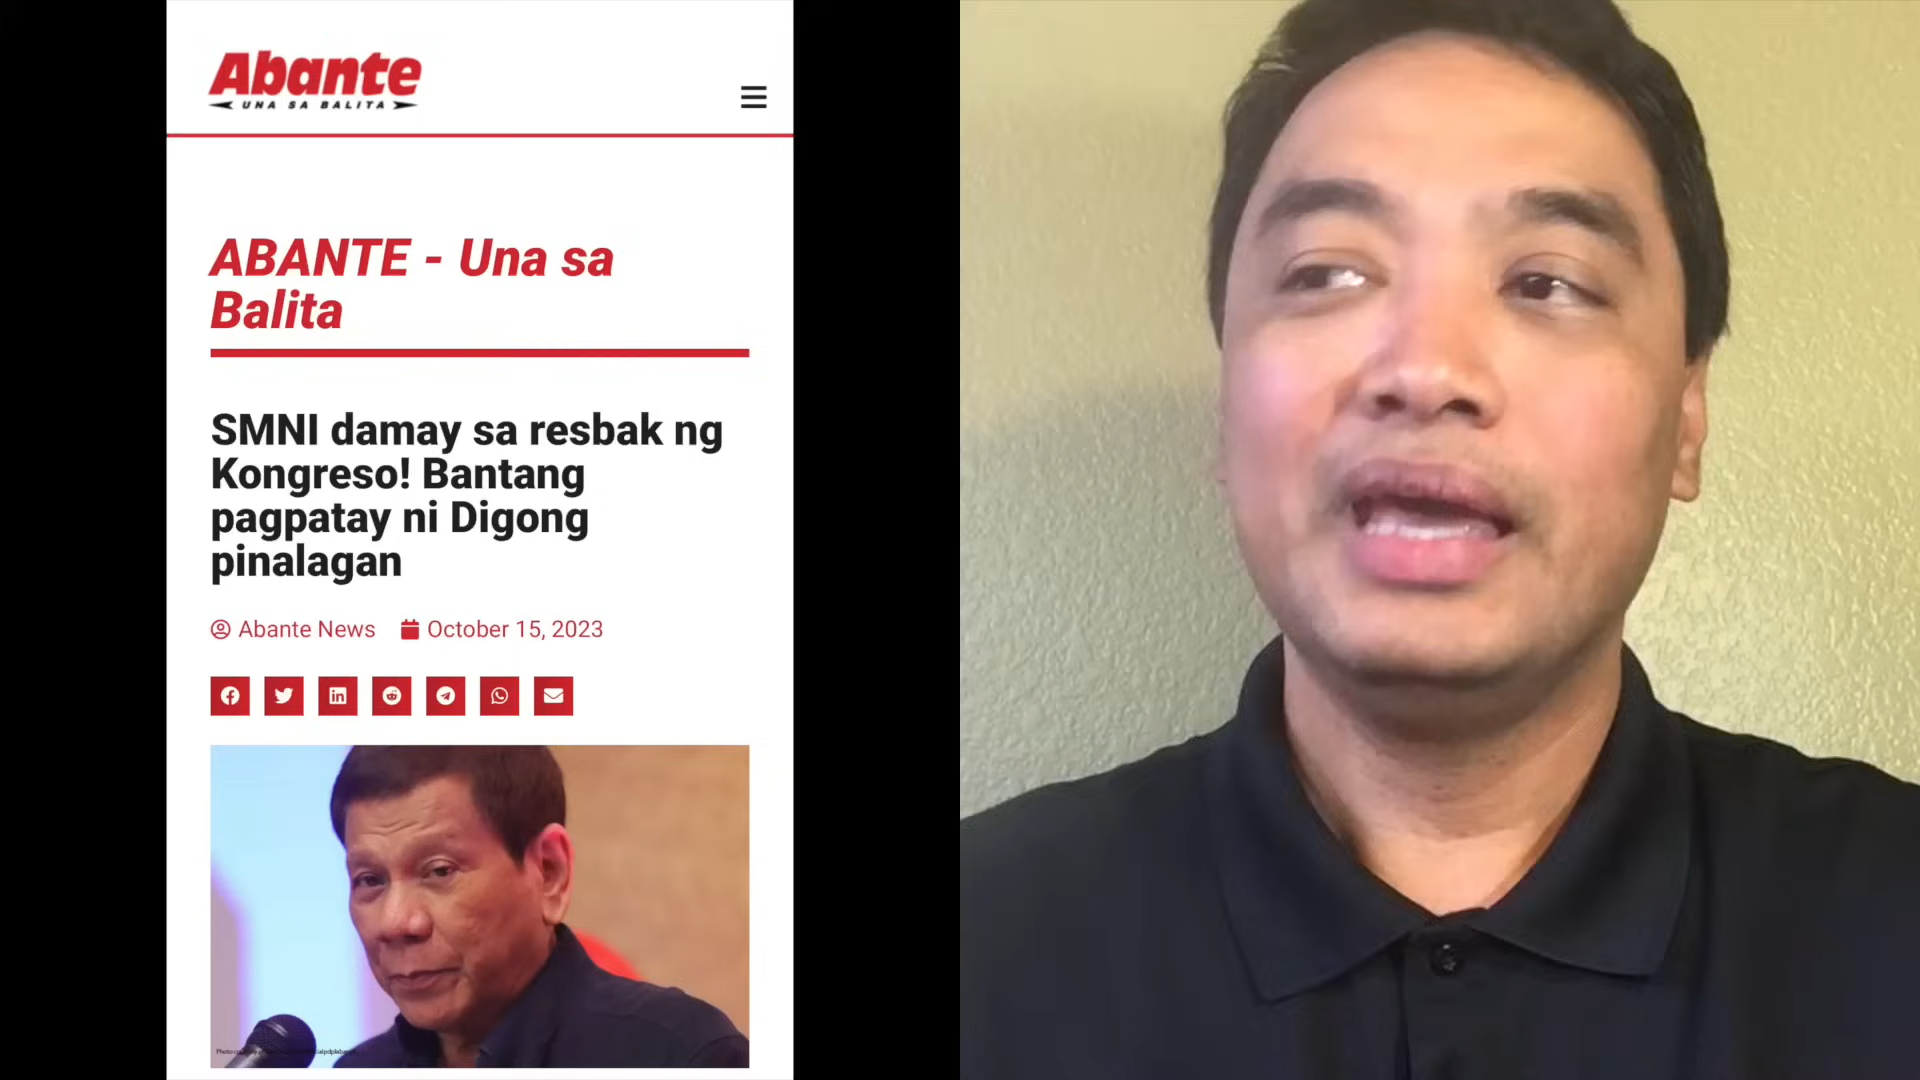 Abante
UNA SA BALITA
ABANTE - Una sa
Balita
SMNI damay sa resbak ng
Kongreso! Bantang
pagpatay ni Digong
pinalagan
Abante News October 15, 2023